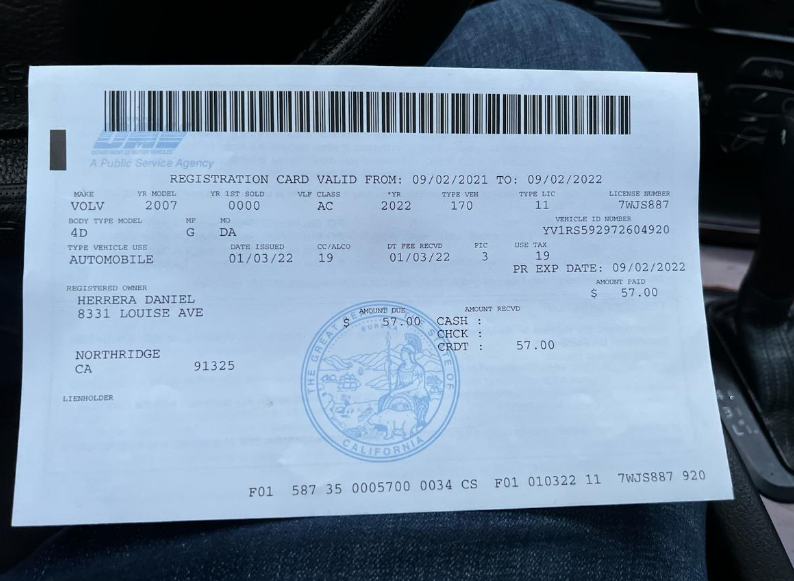 DMV
A Public Service Agency
REGISTRATION CARD VALID FROM: 09/02/2021 TO: 09/02/2022
MAKE YR MODEL YR 1ST SOLD VLF CLASS *YR TYPE VEH TYPE LIC LICENSE NUMBER
VOLV 2007 0000 AC 2022 170 11 7WJS887
BODY TYPE MODEL MP MO VEHICLE ID NUMBER
4D G DA YV1RS592972604920
TYPE VEHICLE USE DATE ISSUED CC/ALCO DT FEE RECVD PIC USE TAX
AUTOMOBILE 01/03/22 19 01/03/22 3 19
PR EXP DATE: 09/02/2022
REGISTERED OWNER AMOUNT PAID
HERRERA DANIEL $ 57.00
8331 LOUISE AVE
AMOUNT DUE AMOUNT RECVD
$ 57.00 CASH :
CHCK :
CRDT : 57.00
NORTHRIDGE
CA 91325
LIENHOLDER
THE GREAT SEAL OF THE STATE OF CALIFORNIA
F01 587 35 0005700 0034 CS F01 010322 11 7WJS887 920